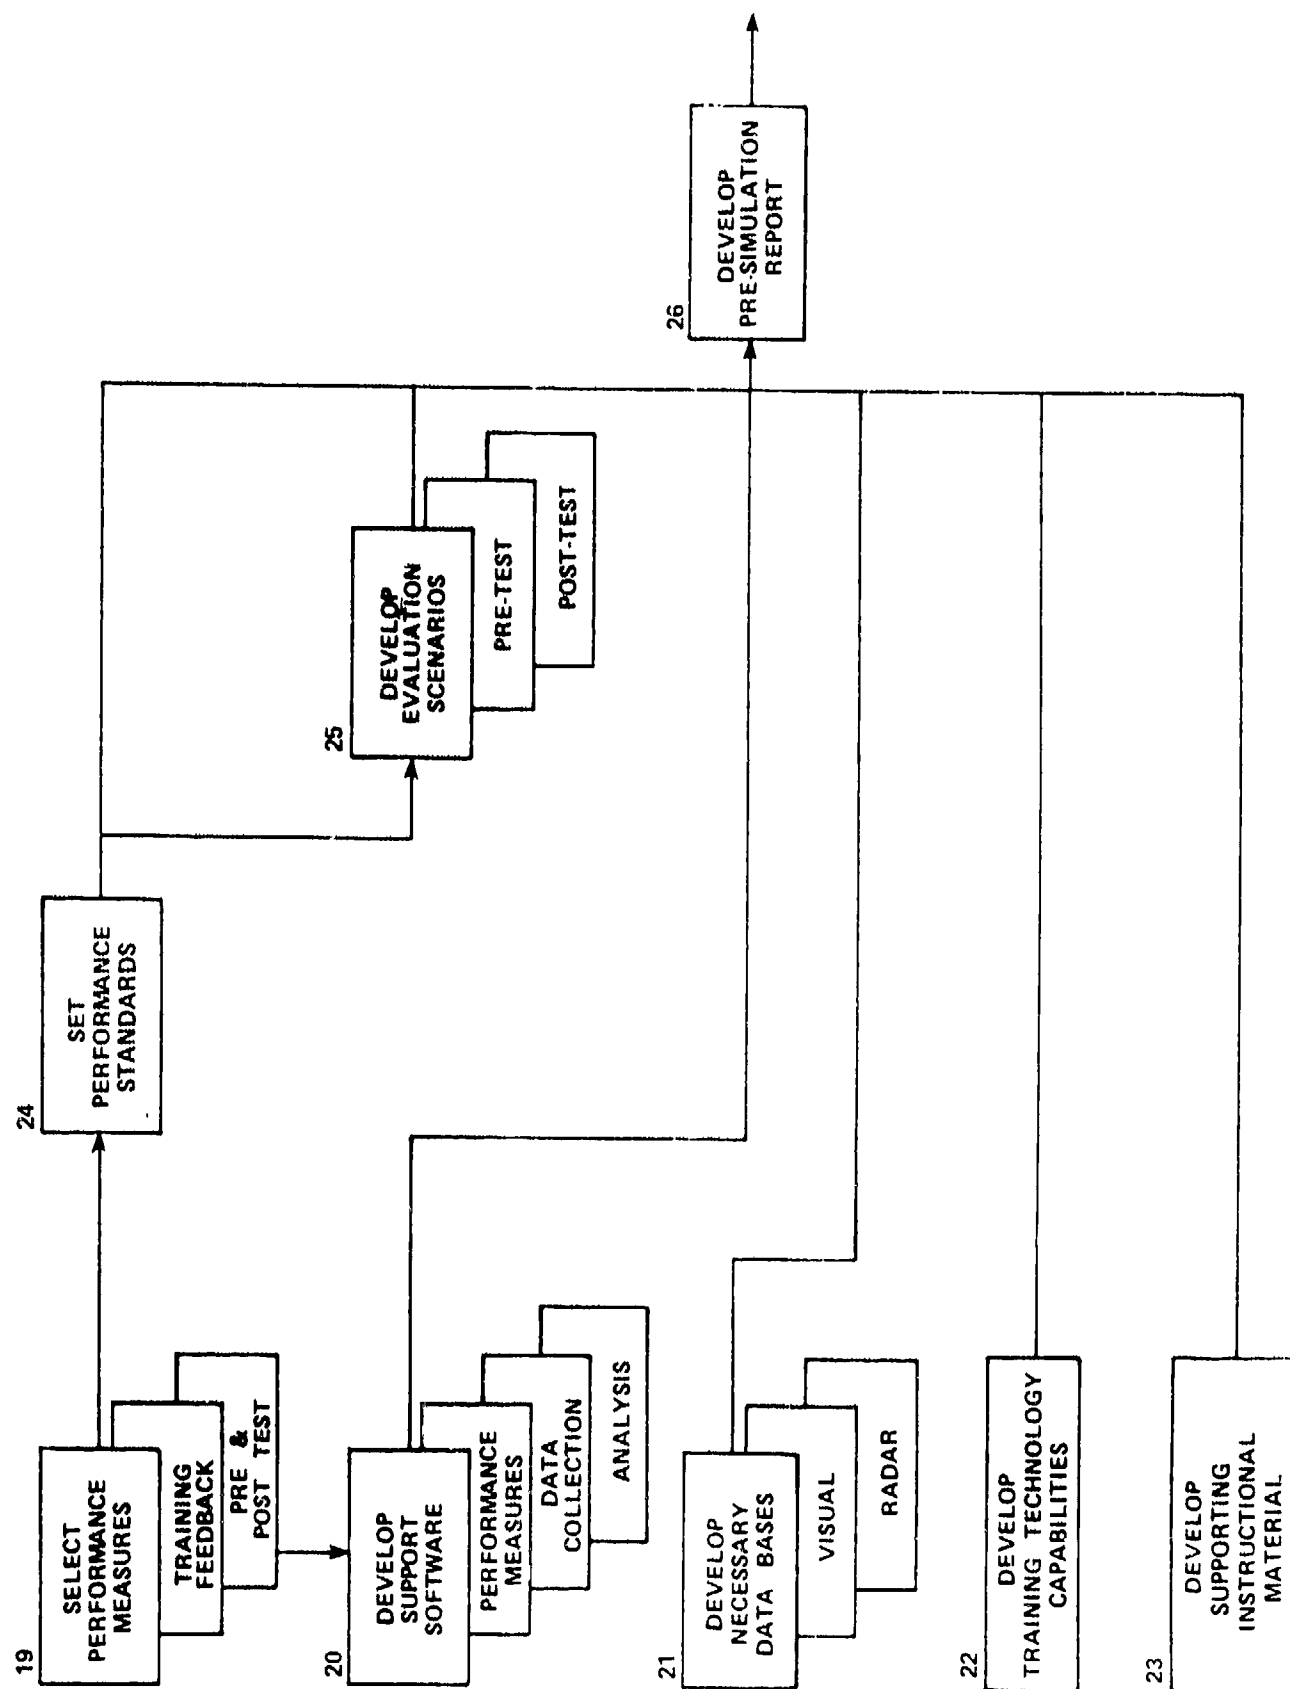 19
SELECT
PERFORMANCE
MEASURES
TRAINING
FEEDBACK
PRE &
POST TEST
20
DEVELOP
SUPPORT
SOFTWARE
PERFORMANCE
MEASURES
DATA
COLLECTION
ANALYSIS
21
DEVELOP
NECESSARY
DATA BASES
VISUAL
RADAR
22
DEVELOP
TRAINING TECHNOLOGY
CAPABILITIES
23
DEVELOP
SUPPORTING
INSTRUCTIONAL
MATERIAL
24
SET
PERFORMANCE
STANDARDS
25
DEVELOP
EVALUATION
SCENARIOS
PRE-TEST
POST-TEST
26
DEVELOP
PRE-SIMULATION
REPORT